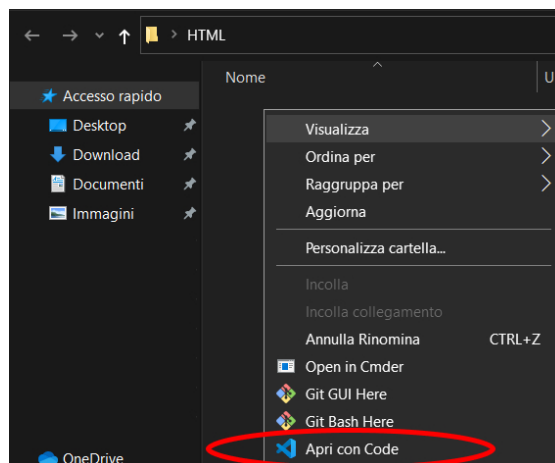 HTML
Nome
U
Accesso rapido
Desktop
Download
Documenti
Immagini
OneDrive
Visualizza
Ordina per
Raggruppa per
Aggiorna
Personalizza cartella...
Incolla
Incolla collegamento
Annulla Rinomina CTRL+Z
Open in Cmder
Git GUI Here
Git Bash Here
Apri con Code